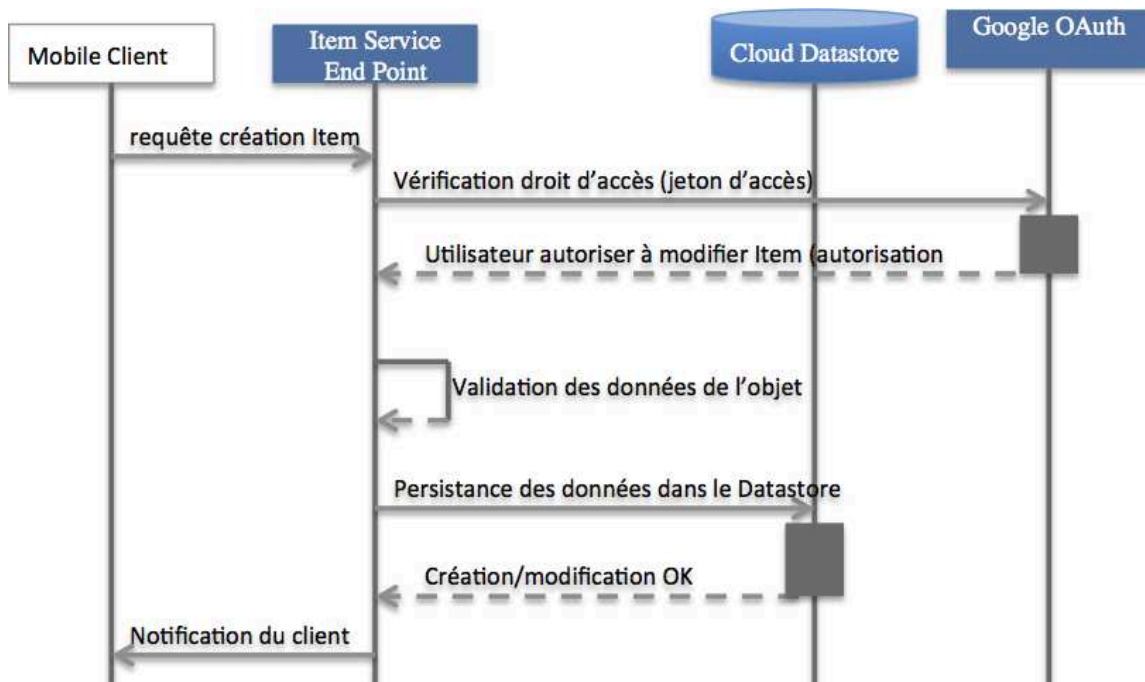 Mobile Client
Item Service
End Point
Cloud Datastore
Google OAuth
requête création Item
Vérification droit d'accès (jeton d'accès)
Utilisateur autoriser à modifier Item (autorisation
Validation des données de l’objet
Persistance des données dans le Datastore
Création/modification OK
Notification du client